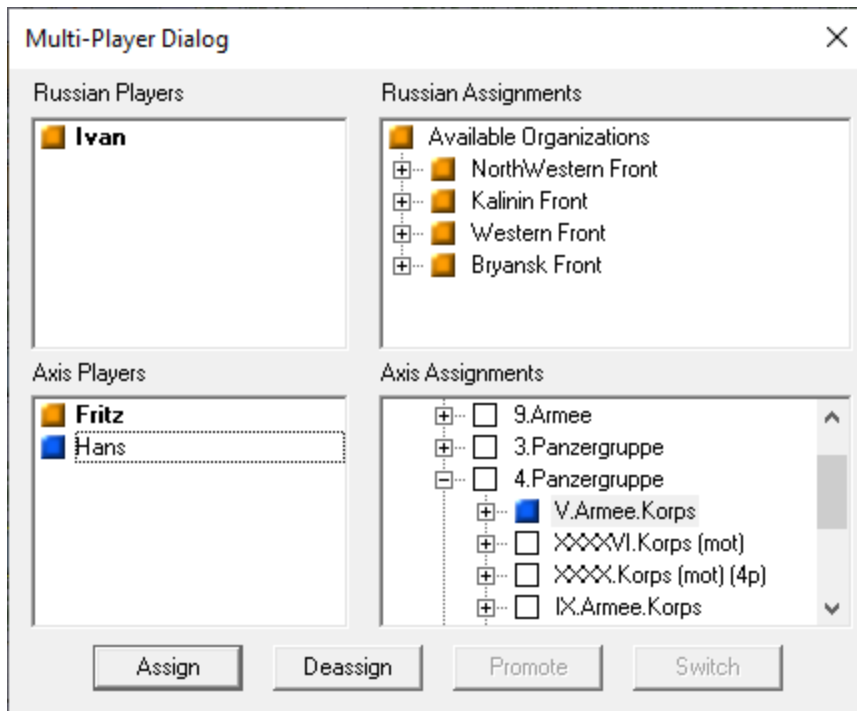 Multi-Player Dialog
Russian Players
Ivan
Russian Assignments
Available Organizations
NorthWestern Front
Kalinin Front
Western Front
Bryansk Front
Axis Players
Fritz
Hans
Axis Assignments
9.Armee
3.Panzergruppe
4.Panzergruppe
V.Armee.Korps
XXXXVI.Korps (mot)
XXXX.Korps (mot) (4p)
IX.Armee.Korps
Assign
Deassign
Promote
Switch